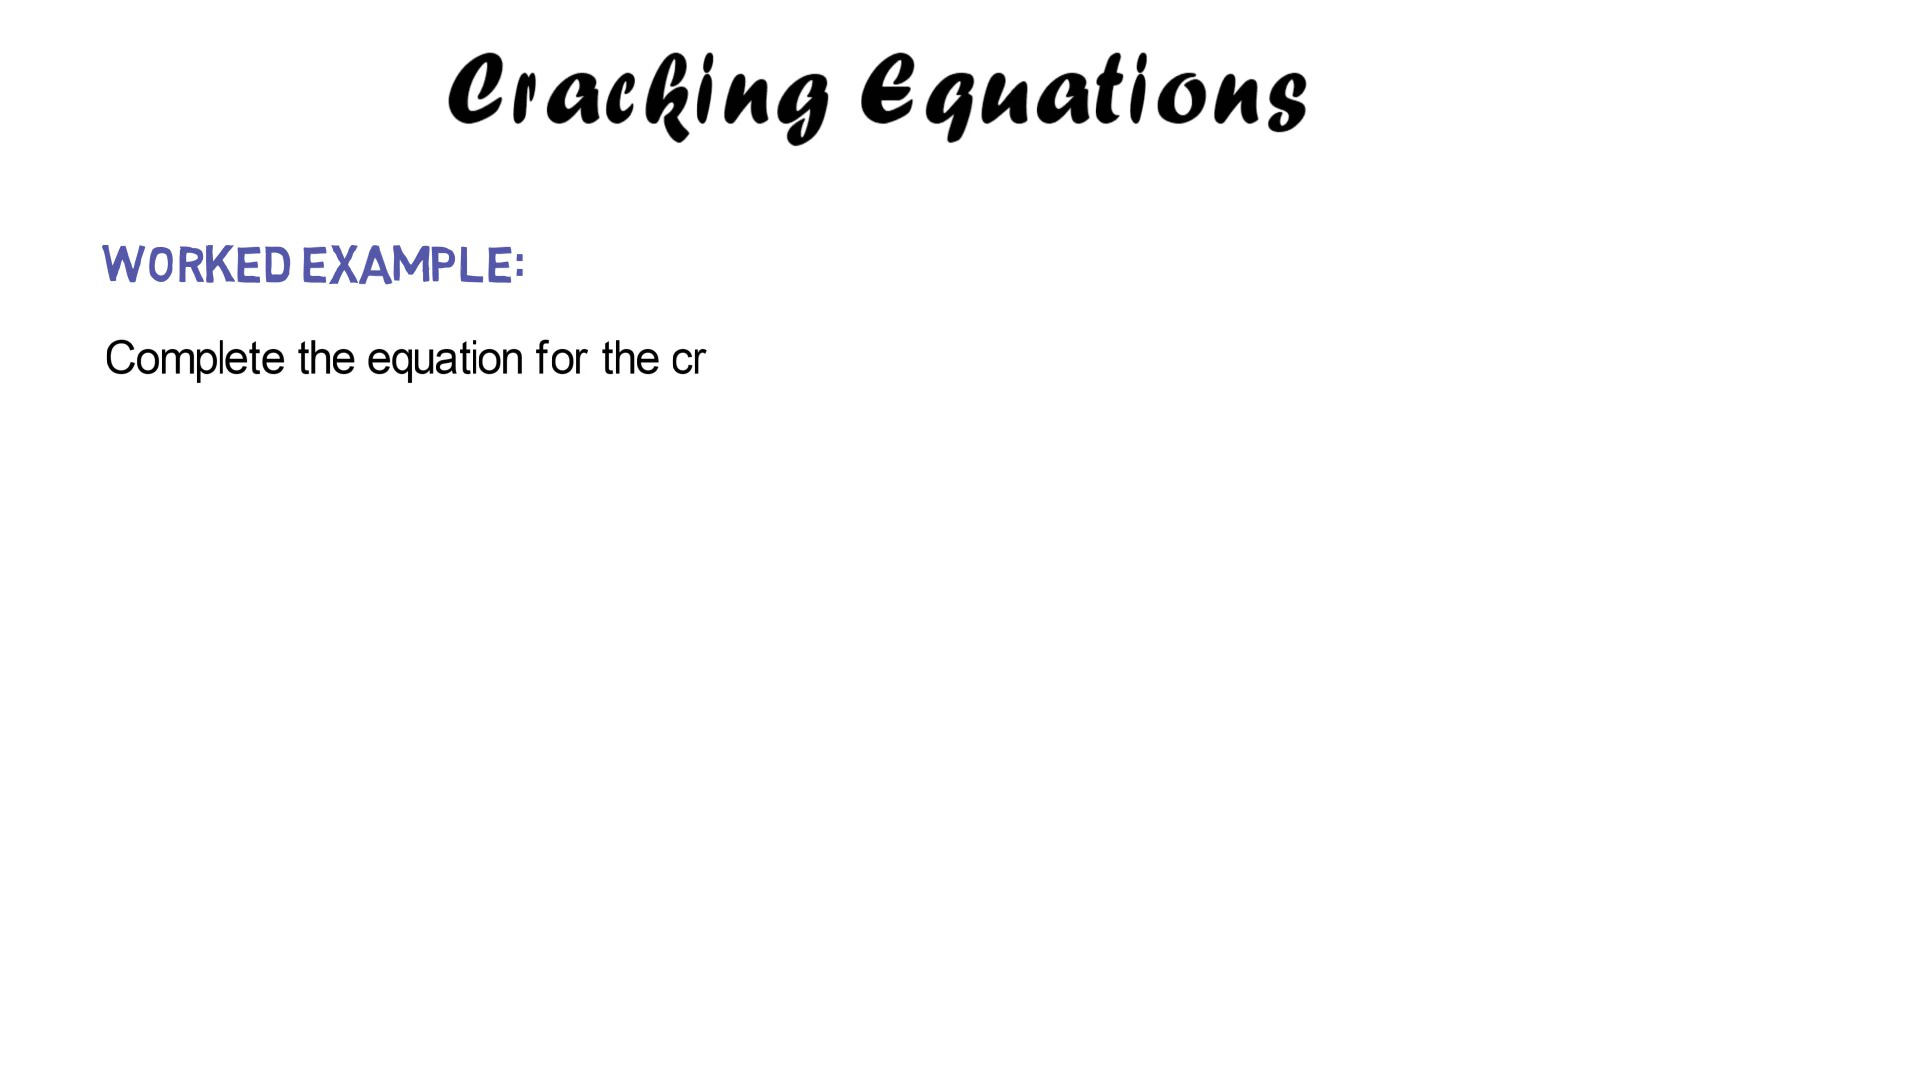 Cracking Equations
WORKED EXAMPLE:
Complete the equation for the cr